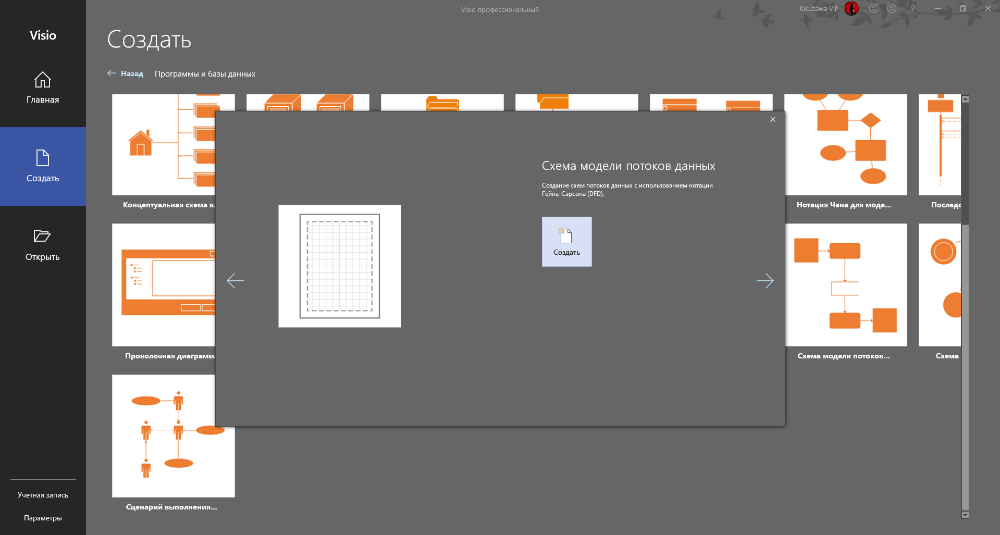 Visio профессиональный
Kikuzawa VIP
?
Visio
Главная
Создать
Открыть
Учетная запись
Параметры
Создать
Назад
Программы и базы данных
Концептуальная схема в.
Нотация Чена для моде...
Последо
Схема модели потоков данных
Создание схем потоков данных с использованием нотации
Гейна-Сарсона (DFD).
Создать
Проволочная диаграмма
Схема модели потоков...
Схема
Сценарий выполнения...